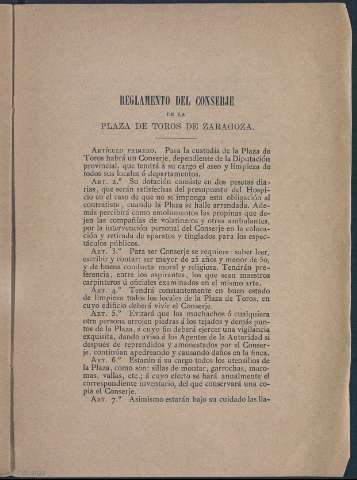 REGLAMENTO DEL CONSERJE
DE LA
PLAZA DE TOROS DE ZARAGOZA.
ARTÍCULO PRIMERO. Para la custodia de la Plaza de
Toros habrá un Conserje, dependiente de la Diputación
provincial, que tendrá á su cargo el aseo y limpieza de
todos sus locales ó departamentos.
ART. 2.º Su dotación consiste en dos pesetas dia-
rias, que serán satisfechas del presupuesto del Hospi-
cio en el caso de que no se imponga esta obligación al
contratista, cuando la Plaza se halle arrendada. Ade-
más percibirá como emolumentos las propinas que de-
jen las compañías de volatineros y otros ambulantes,
por la intervención personal del Conserje en la coloca-
ción y retirada de aparatos y tinglados para los espec-
táculos públicos.
ART. 3.º Para ser Conserje se requiere: saber leer,
escribir y contar: ser mayor de 25 años y menor de 50,
y de buena conducta moral y religiosa. Tendrán prefe-
rencia, entre los aspirantes, los que sean maestros
carpinteros ú oficiales examinados en el mismo arte.
ART. 4.º Tendrá constantemente en buen estado
de limpieza todos los locales de la Plaza de Toros, en
cuyo edificio deberá vivir el Conserje.
ART. 5.º Evitará que los muchachos ó cualquiera
otra persona arrojen piedras á los tejados y demás pun-
tos de la Plaza, á cuyo fin deberá ejercer una vigilancia
exquisita, dando aviso á los Agentes de la Autoridad si
después de reprendidos y amonestados por el Conser-
je, continúen apedreando y causando daños en la finca.
ART. 6.º Estarán á su cargo todos los utensilios de
la Plaza, como son: sillas de montar, garrochas, maro-
mas, vallas, etc.; á cuyo efecto se hará anualmente el
correspondiente inventario, del que conservará una co-
pia el Conserje.
ART. 7.º Asimismo estarán bajo su cuidado las lla-